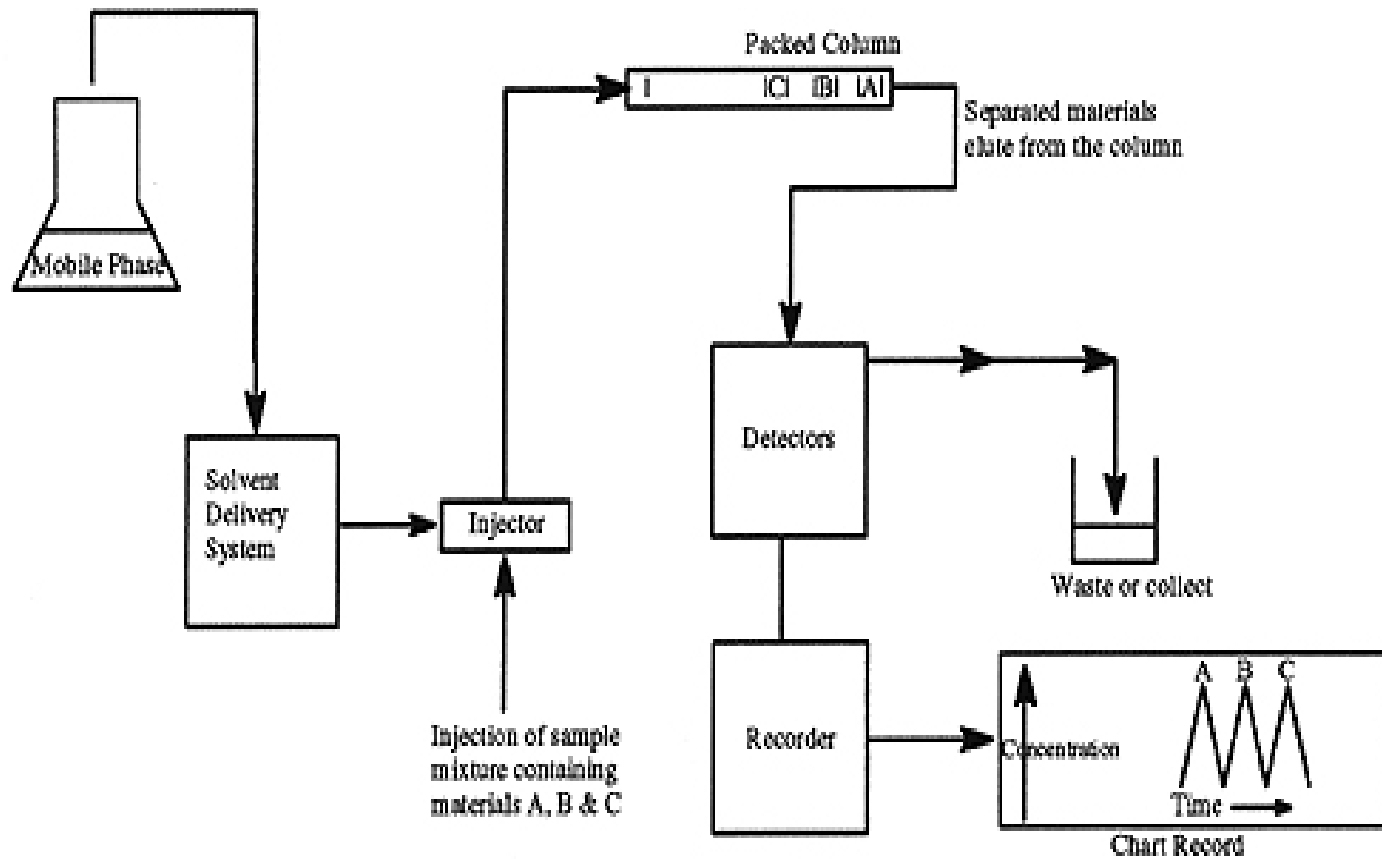 Packed Column
I |C| |B| |A|
Separated materials
elute from the column
Mobile Phase
Solvent
Delivery
System
Injector
Detectors
Waste or collect
Injection of sample
mixture containing
materials A, B & C
Recorder
A B C
Concentration
Time
Chart Record